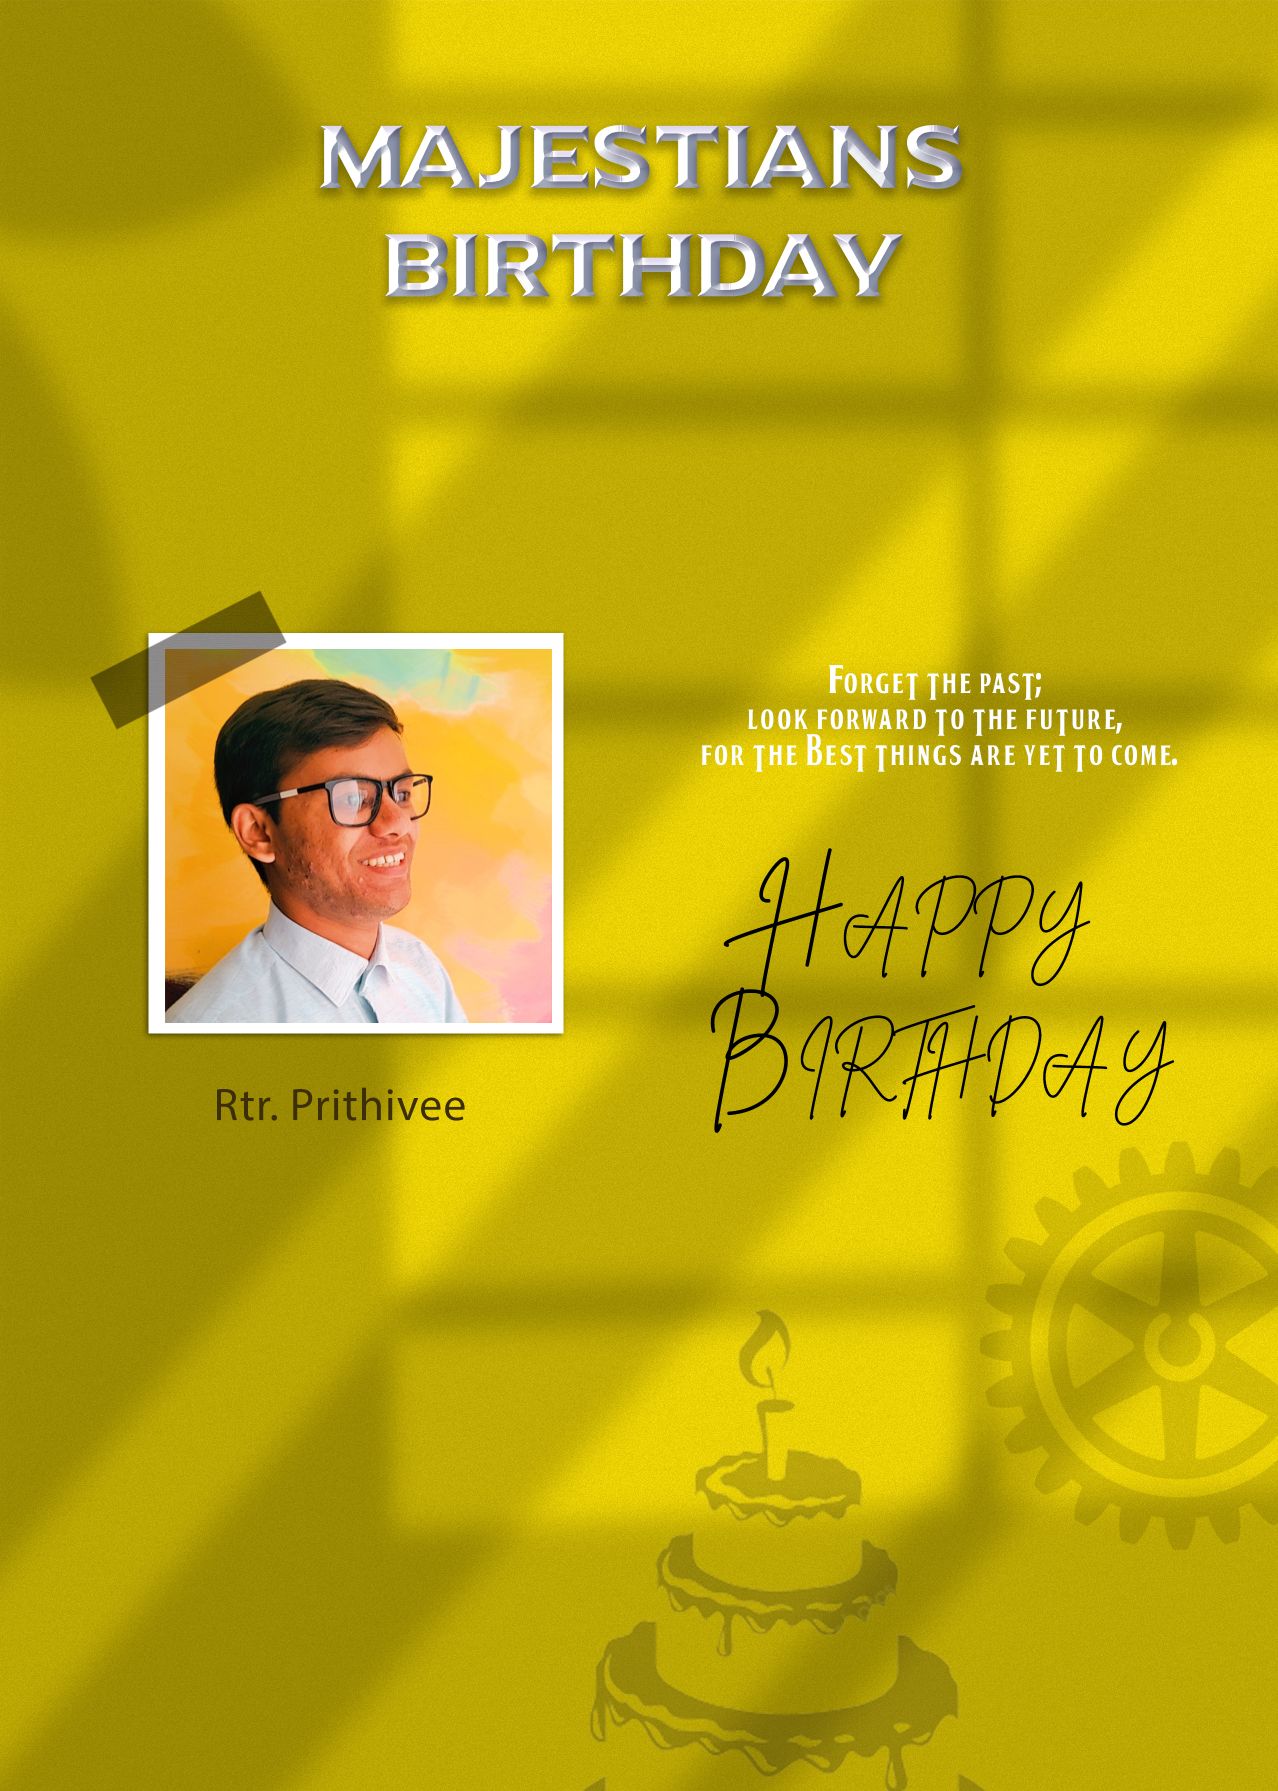 MAJESTIANS
BIRTHDAY
Forget the past;
look forward to the future,
for the Best things are yet to come.
Happy
Birthday
Rtr. Prithivee